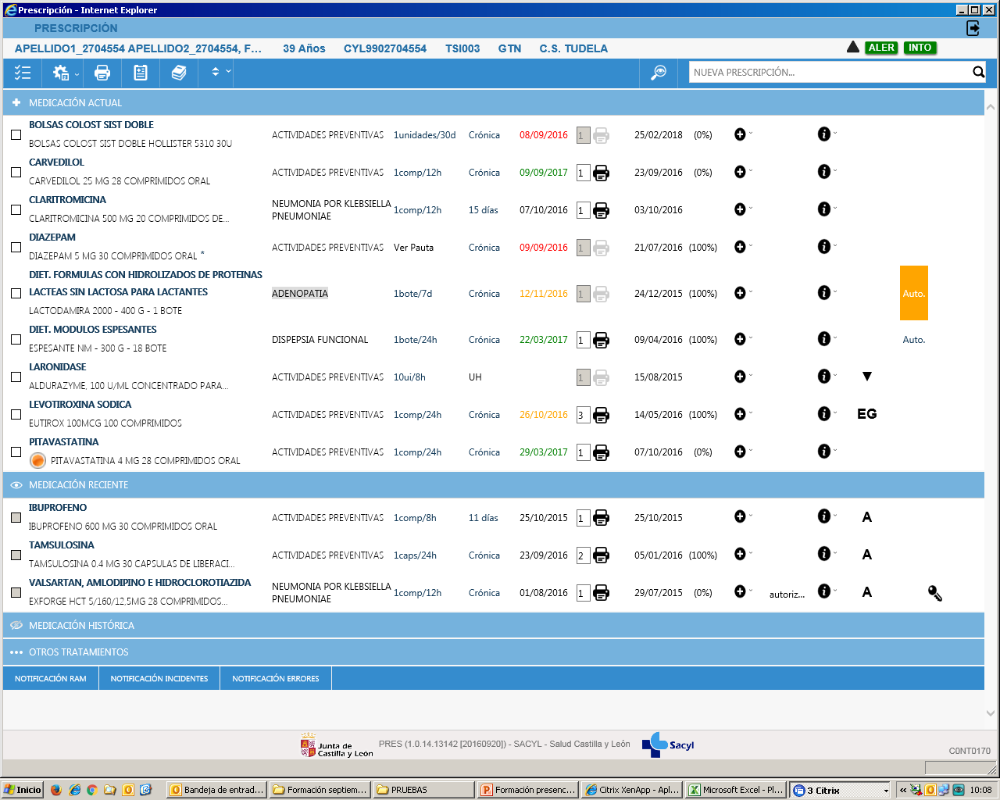 Prescripción - Internet Explorer
PRESCRIPCIÓN
APELLIDO1_2704554 APELLIDO2_2704554, F... 39 Años CYL9902704554 TSI003 GTN C.S. TUDELA ALER INTO
NUEVA PRESCRIPCIÓN...
MEDICACIÓN ACTUAL
BOLSAS COLOST SIST DOBLE
BOLSAS COLOST SIST DOBLE HOLLISTER 5310 30U
ACTIVIDADES PREVENTIVAS 1unidades/30d Crónica 08/09/2016 1 25/02/2018 (0%)
CARVEDILOL
CARVEDILOL 25 MG 28 COMPRIMIDOS ORAL
ACTIVIDADES PREVENTIVAS 1comp/12h Crónica 09/09/2017 1 23/09/2016 (0%)
CLARITROMICINA
CLARITROMICINA 500 MG 20 COMPRIMIDOS DE...
NEUMONIA POR KLEBSIELLA
PNEUMONIAE
1comp/12h 15 días 07/10/2016 1 03/10/2016
DIAZEPAM
DIAZEPAM 5 MG 30 COMPRIMIDOS ORAL *
ACTIVIDADES PREVENTIVAS Ver Pauta Crónica 09/09/2016 1 21/07/2016 (100%)
DIET. FORMULAS CON HIDROLIZADOS DE PROTEINAS
LACTEAS SIN LACTOSA PARA LACTANTES
LACTODAMIRA 2000 - 400 G - 1 BOTE
ADENOPATIA 1bote/7d Crónica 12/11/2016 1 24/12/2015 (100%) Auto.
DIET. MODULOS ESPESANTES
ESPESANTE NM - 300 G - 18 BOTE
DISPEPSIA FUNCIONAL 1bote/24h Crónica 22/03/2017 1 09/04/2016 (100%) Auto.
LARONIDASE
ALDURAZYME, 100 U/ML CONCENTRADO PARA...
ACTIVIDADES PREVENTIVAS 10ui/8h UH 1 15/08/2015
LEVOTIROXINA SODICA
EUTIROX 100MCG 100 COMPRIMIDOS
ACTIVIDADES PREVENTIVAS 1comp/24h Crónica 26/10/2016 3 14/05/2016 (100%) EG
PITAVASTATINA
PITAVASTATINA 4 MG 28 COMPRIMIDOS ORAL
ACTIVIDADES PREVENTIVAS 1comp/24h Crónica 29/03/2017 1 07/10/2016 (0%)
MEDICACIÓN RECIENTE
IBUPROFENO
IBUPROFENO 600 MG 30 COMPRIMIDOS ORAL
ACTIVIDADES PREVENTIVAS 1comp/8h 11 días 25/10/2015 1 25/10/2015 A
TAMSULOSINA
TAMSULOSINA 0.4 MG 30 CAPSULAS DE LIBERACI...
ACTIVIDADES PREVENTIVAS 1caps/24h Crónica 23/09/2016 2 05/01/2016 (100%) A
VALSARTAN, AMLODIPINO E HIDROCLOROTIAZIDA
EXFORGE HCT 5/160/12,5MG 28 COMPRIMIDOS...
NEUMONIA POR KLEBSIELLA
PNEUMONIAE
1comp/12h Crónica 01/08/2016 1 29/07/2015 (0%) autoriz... A
MEDICACIÓN HISTÓRICA
OTROS TRATAMIENTOS
NOTIFICACIÓN RAM NOTIFICACIÓN INCIDENTES NOTIFICACIÓN ERRORES
Junta de
Castilla y León
PRES (1.0.14.13142 [20160920]) - SACYL - Salud Castilla y León
Sacyl
C0NT0170
Inicio Bandeja de entrad... Formación septiem... PRUEBAS Formación presenc... Citrix XenApp - Apl... Microsoft Excel - Pl... 3 Citrix 10:08